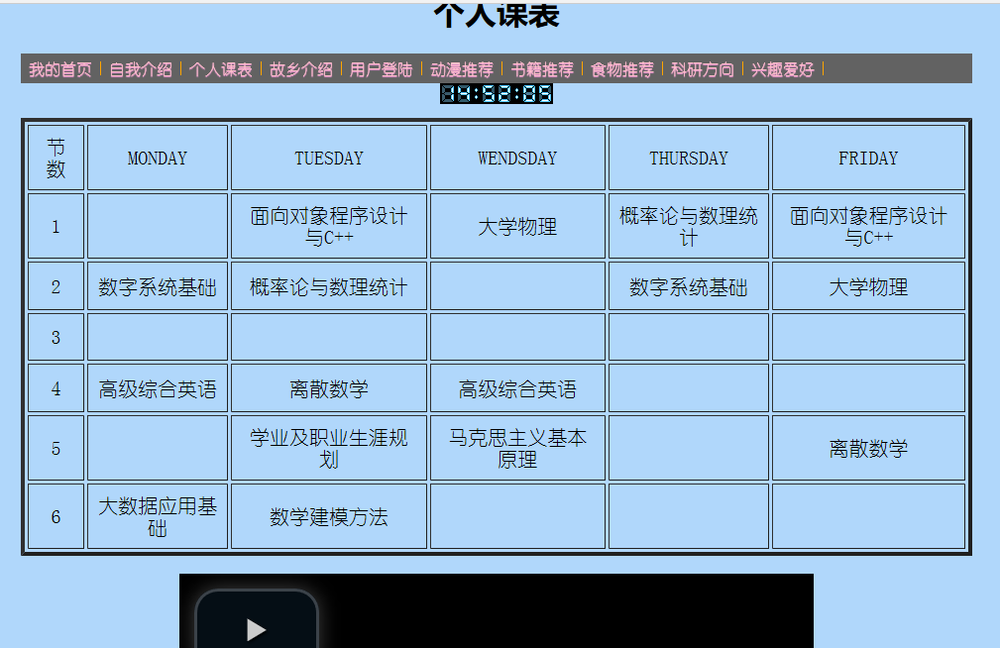 个人课表
我的首页 | 自我介绍 | 个人课表 | 故乡介绍 | 用户登陆 | 动漫推荐 | 书籍推荐 | 食物推荐 | 科研方向 | 兴趣爱好 |
节数 MONDAY TUESDAY WENDSDAY THURSDAY FRIDAY
1 面向对象程序设计与C++ 大学物理 概率论与数理统计 面向对象程序设计与C++
2 数字系统基础 概率论与数理统计 数字系统基础 大学物理
3
4 高级综合英语 离散数学 高级综合英语
5 学业及职业生涯规划 马克思主义基本原理 离散数学
6 大数据应用基础 数学建模方法